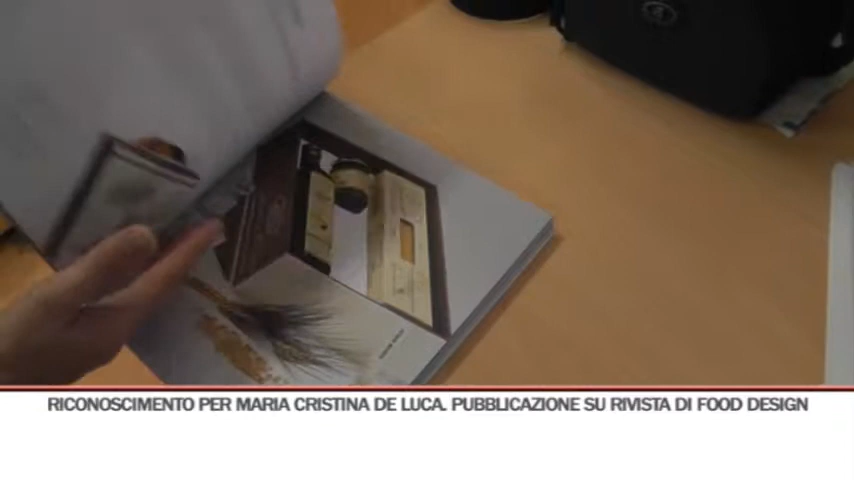 RICONOSCIMENTO PER MARIA CRISTINA DE LUCA. PUBBLICAZIONE SU RIVISTA DI FOOD DESIGN